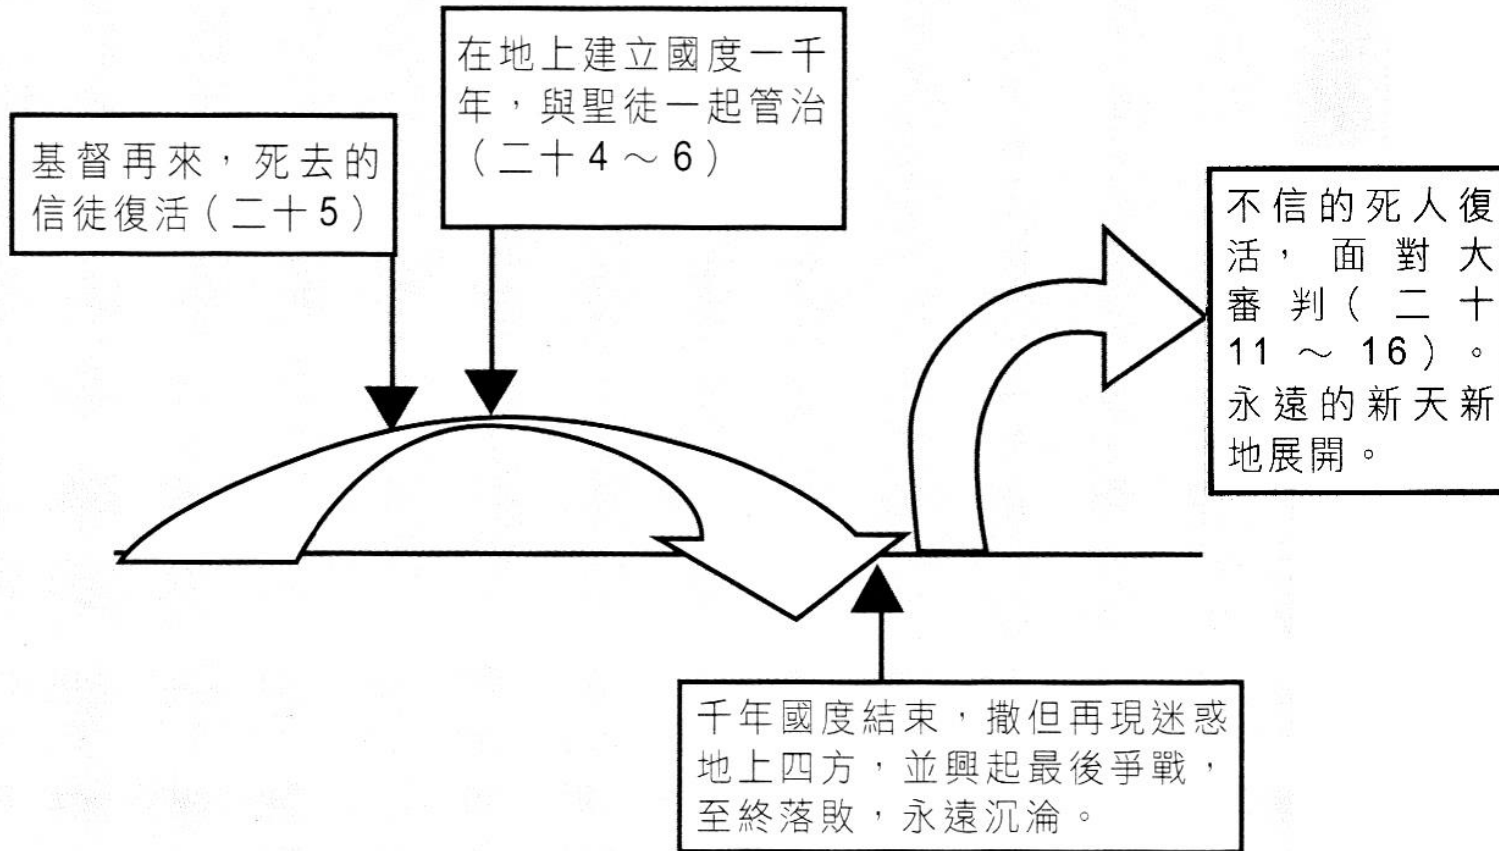 基督再來，死去的
信徒復活（二十5）
在地上建立國度一千
年，與聖徒一起管治
（二十4～6）
不信的死人復
活，面對大
審判（二十
11～16）。
永遠的新天新
地展開。
千年國度結束，撒但再現迷惑
地上四方，並興起最後爭戰，
至終落敗，永遠沉淪。